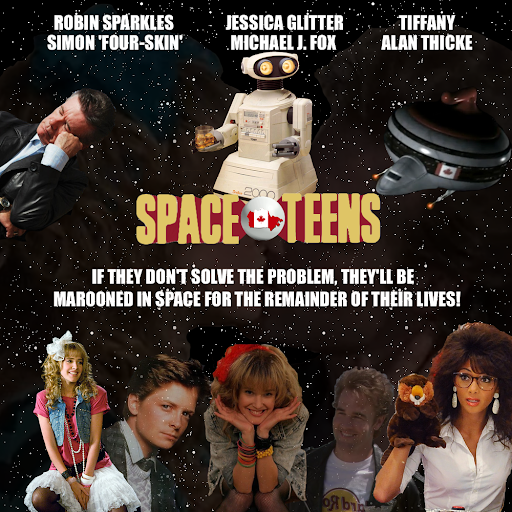 ROBIN SPARKLES
JESSICA GLITTER
TIFFANY
SIMON 'FOUR-SKIN'
MICHAEL J. FOX
ALAN THICKE
2000
SPACE TEENS
IF THEY DON'T SOLVE THE PROBLEM, THEY'LL BE
MAROONED IN SPACE FOR THE REMAINDER OF THEIR LIVES!